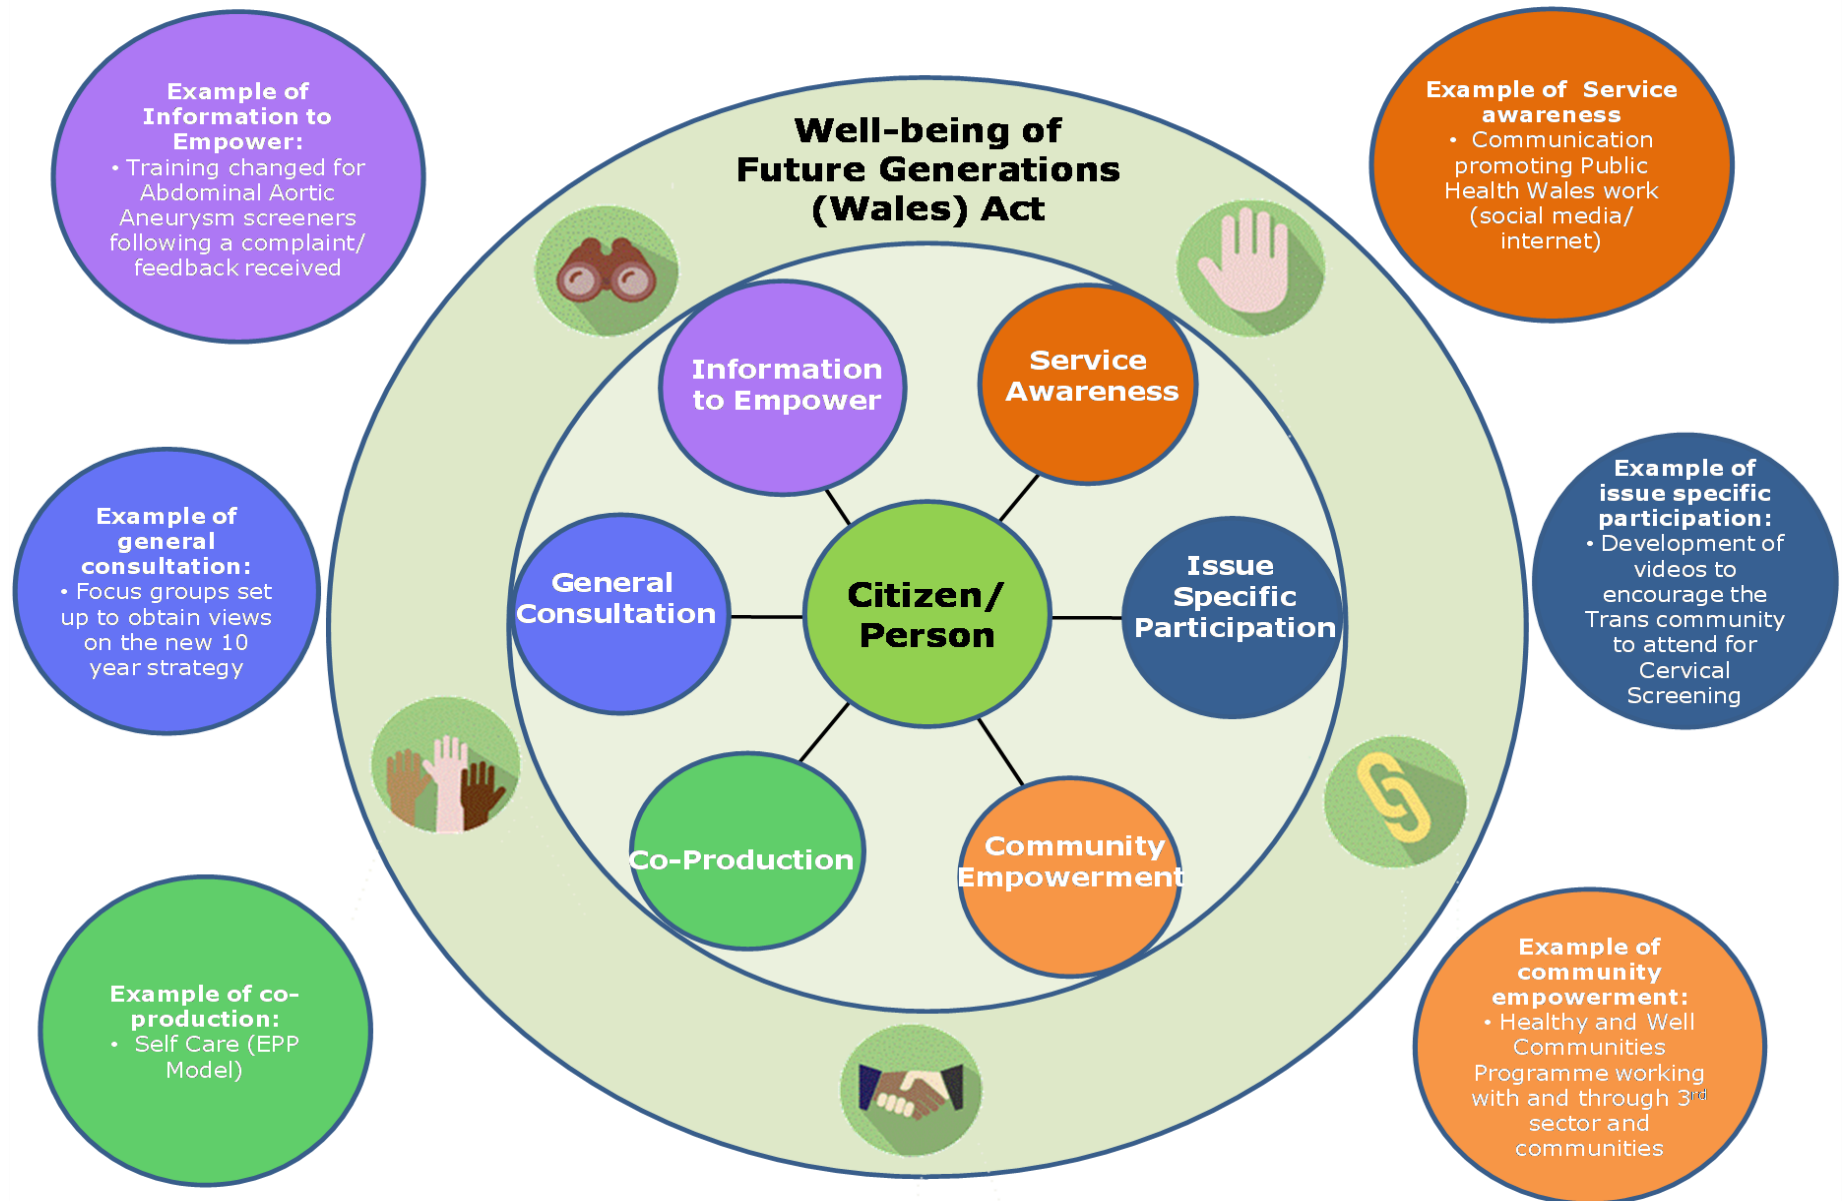 Example of
Information to
Empower:
• Training changed for
Abdominal Aortic
Aneurysm screeners
following a complaint/
feedback received
Example of Service
awareness
• Communication
promoting Public
Health Wales work
(social media/
internet)
Well-being of
Future Generations
(Wales) Act
Information
to Empower
Service
Awareness
Example of
general
consultation:
• Focus groups set
up to obtain views
on the new 10
year strategy
General
Consultation
Citizen/
Person
Issue
Specific
Participation
Example of
issue specific
participation:
• Development of
videos to
encourage the
Trans community
to attend for
Cervical
Screening
Co-Production
Community
Empowerment
Example of co-
production:
• Self Care (EPP
Model)
Example of
community
empowerment:
• Healthy and Well
Communities
Programme working
with and through 3rd
sector and
communities